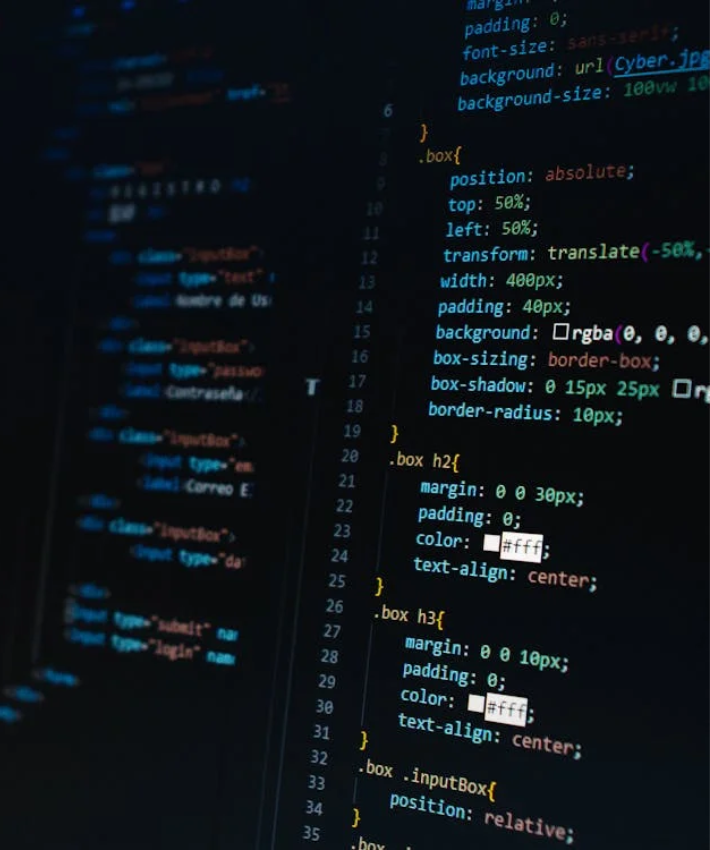 class="inputBox">
input type="text"
label Nombre de Us
class="inputBox">
input type="passwo
label Contraseña
class="inputBox">
input type="em
label Correo E
class="inputBox">
input type="da
input type="submit" nam
input type="login" name
margin:
padding: 0;
font-size: sans-serif;
background: url(Cyber.jpg
background-size: 100vw 10
6
7 }
8 .box{
9 position: absolute;
10 top: 50%;
11 left: 50%;
12 transform: translate(-50%,
13 width: 400px;
14 padding: 40px;
15 background: rgba(0, 0, 0,
16 box-sizing: border-box;
17 box-shadow: 0 15px 25px rg
18 border-radius: 10px;
19 }
20 .box h2{
21 margin: 0 0 30px;
22 padding: 0;
23 color: #fff;
24 text-align: center;
25 }
26 .box h3{
27 margin: 0 0 10px;
28 padding: 0;
29 color: #fff;
30 text-align: center;
31 }
32 .box .inputBox{
33 position: relative;
34 }
35 .box